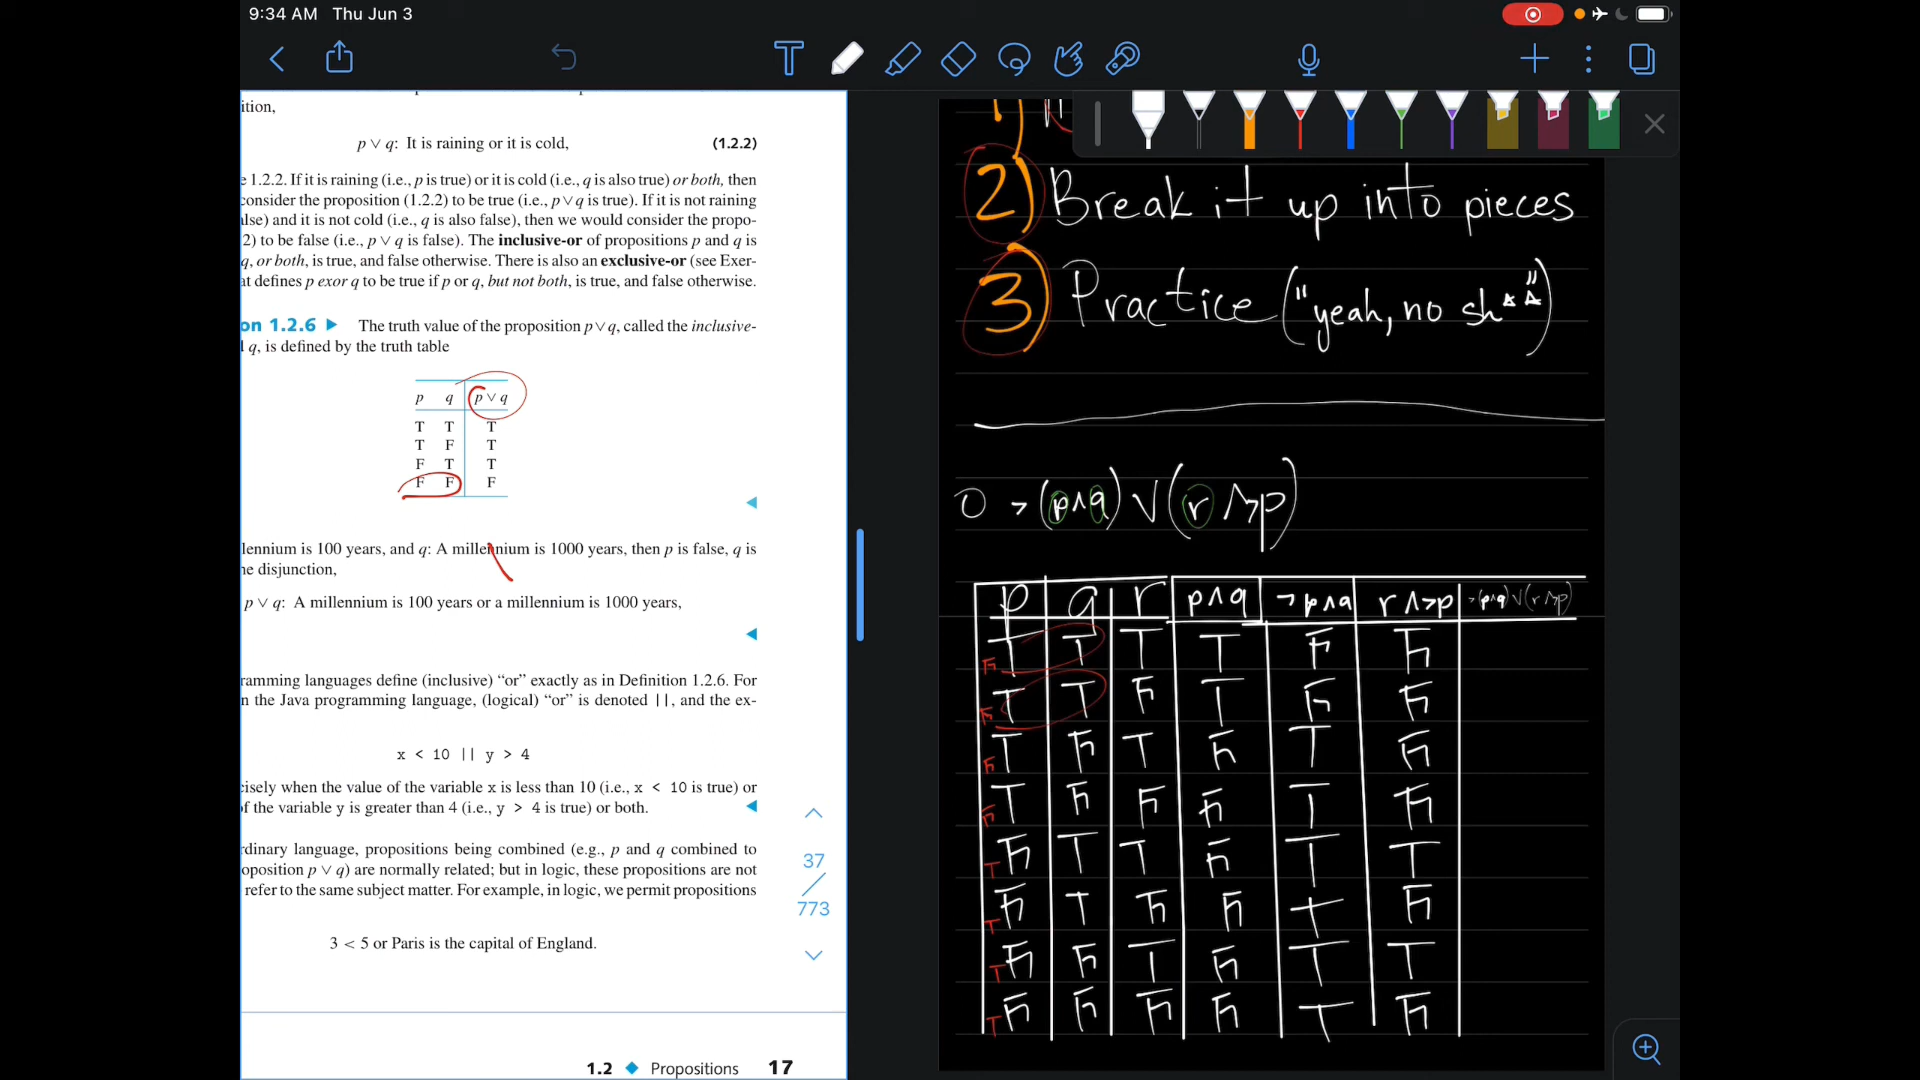 9:34 AM Thu Jun 3
ition,
p ∨ q: It is raining or it is cold, (1.2.2)
e 1.2.2. If it is raining (i.e., p is true) or it is cold (i.e., q is also true) or both, then
consider the proposition (1.2.2) to be true (i.e., p ∨ q is true). If it is not raining
alse) and it is not cold (i.e., q is also false), then we would consider the propo-
2) to be false (i.e., p ∨ q is false). The inclusive-or of propositions p and q is
q, or both, is true, and false otherwise. There is also an exclusive-or (see Exer-
at defines p exor q to be true if p or q, but not both, is true, and false otherwise.
on 1.2.6 ▶ The truth value of the proposition p ∨ q, called the inclusive-
q, is defined by the truth table
p q p ∨ q
T T T
T F T
F T T
F F F
lennium is 100 years, and q: A millennium is 1000 years, then p is false, q is
he disjunction,
p ∨ q: A millennium is 100 years or a millennium is 1000 years,
ramming languages define (inclusive) “or” exactly as in Definition 1.2.6. For
n the Java programming language, (logical) “or” is denoted ||, and the ex-
x < 10 || y > 4
cisely when the value of the variable x is less than 10 (i.e., x < 10 is true) or
f the variable y is greater than 4 (i.e., y > 4 is true) or both.
rdinary language, propositions being combined (e.g., p and q combined to
oposition p ∨ q) are normally related; but in logic, these propositions are not
refer to the same subject matter. For example, in logic, we permit propositions
3 < 5 or Paris is the capital of England.
37
773
1.2 ◆ Propositions 17
1)
2) Break it up into pieces
3) Practice ("yeah, no sh**")
¬(p∧q) ∨ (r ∧ ¬p)
p q r p∧q ¬p∧q r∧¬p ¬(p∧q)∨(r∧¬p)
F T T T T F F
F T T F T F F
F T F T F T F
F T F F F T F
T F T T F T T
T F T F F T F
T F F T F T T
T F F F F T F